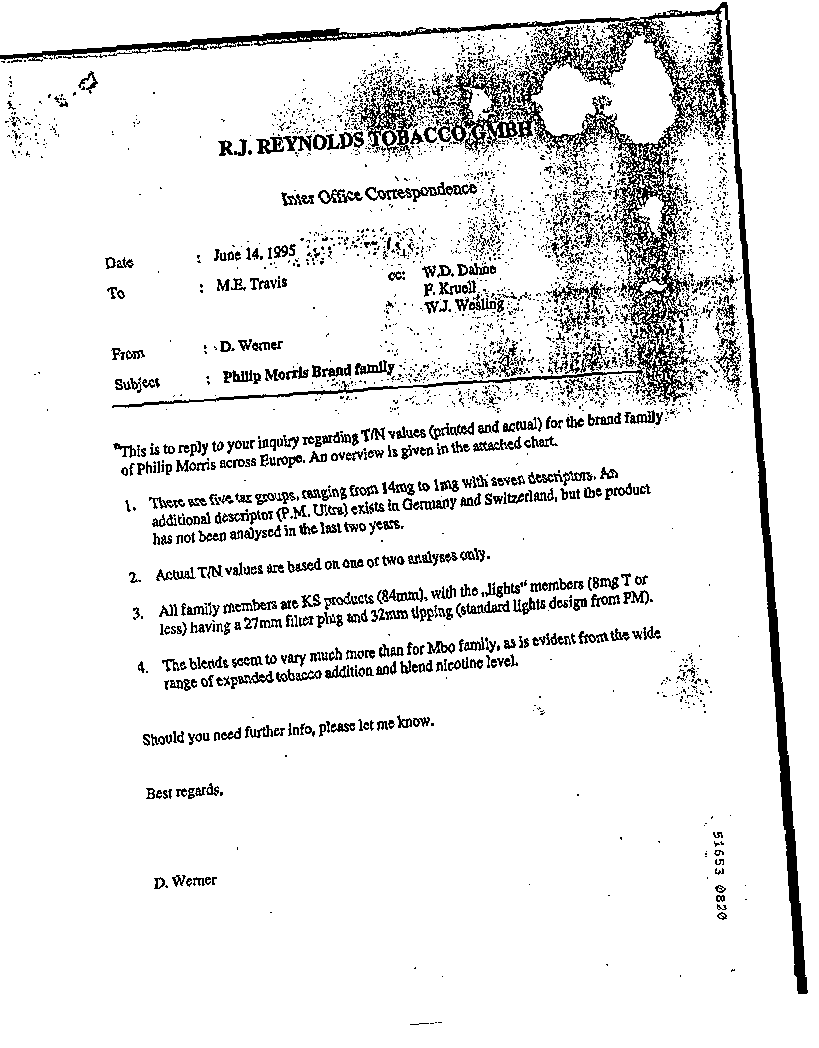 R.J. REYNOLDS TOBACCO GMBH
Inter Office Correspondence
Date : June 14, 1995
To : M.E. Travis cc: W.D. Dahne
F. Kruell
W.J. Wesling
From : D. Werner
Subject : Philip Morris Brand family
"This is to reply to your inquiry regarding T/N values (printed and actual) for the brand family
of Philip Morris across Europe. An overview is given in the attached chart.
1. There are five tar groups, ranging from 14mg to 1mg with seven descriptors. An
additional descriptor (P.M. Ultra) exists in Germany and Switzerland, but the product
has not been analysed in the last two years.
2. Actual T/N values are based on one or two analyses only.
3. All family members are KS products (84mm), with the „lights“ members (8mg T or
less) having a 27mm filter plug and 32mm tipping (standard lights design from PM).
4. The blends seem to vary much more than for Mbo family, as is evident from the wide
range of expanded tobacco addition and blend nicotine level.
Should you need further info, please let me know.
Best regards,
D. Werner
51653 0820